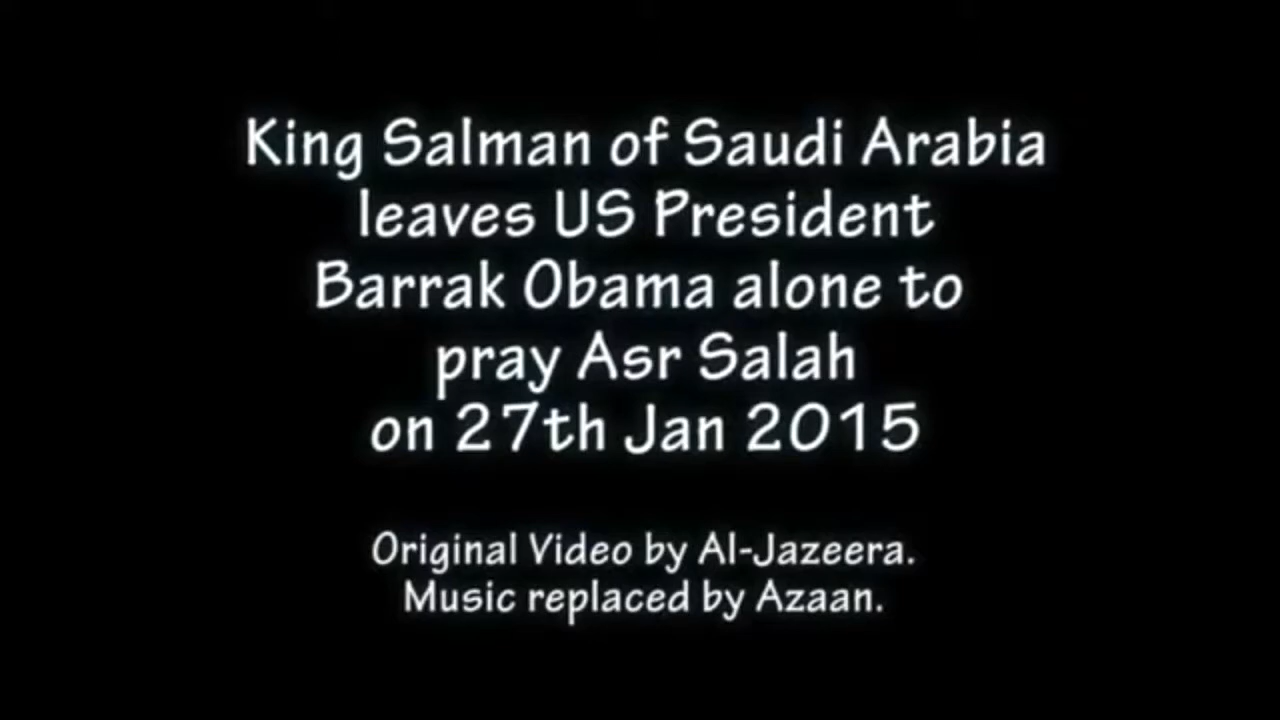 King Salman of Saudi Arabia
leaves US President
Barrak Obama alone to
pray Asr Salah
on 27th Jan 2015
Original Video by Al-Jazeera.
Music replaced by Azaan.